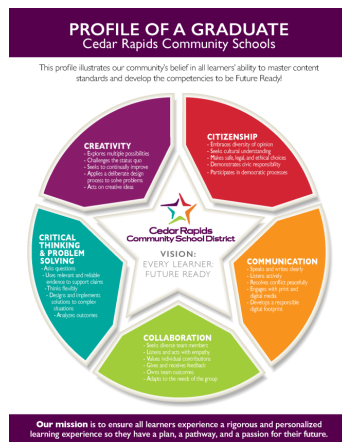 PROFILE OF A GRADUATE
Cedar Rapids Community Schools
This profile illustrates our community's belief in all learners' ability to master content
standards and develop the competencies to be Future Ready!
CREATIVITY
- Explores multiple possibilities
- Challenges the status quo
- Seeks to continually improve
- Applies a deliberate design
process to solve problems
- Acts on creative ideas
CITIZENSHIP
- Embraces diversity of opinion
- Seeks cultural understanding
- Makes safe, legal, and ethical choices
- Demonstrates civic responsibility
- Participates in democratic processes
CRITICAL
THINKING
& PROBLEM
SOLVING
- Asks questions
- Uses relevant and reliable
evidence to support claims
- Thinks flexibly
- Designs and implements
solutions to complex
situations
- Analyzes outcomes
Cedar Rapids
Community School District
VISION:
EVERY LEARNER:
FUTURE READY
COMMUNICATION
- Speaks and writes clearly
- Listens actively
- Resolves conflict peacefully
- Engages with print and
digital media
- Develops a responsible
digital footprint
COLLABORATION
- Seeks diverse team members
- Listens and acts with empathy
- Values individual contributions
- Gives and receives feedback
- Owns team outcomes
- Adapts to the needs of the group
Our mission is to ensure all learners experience a rigorous and personalized
learning experience so they have a plan, a pathway, and a passion for their future.